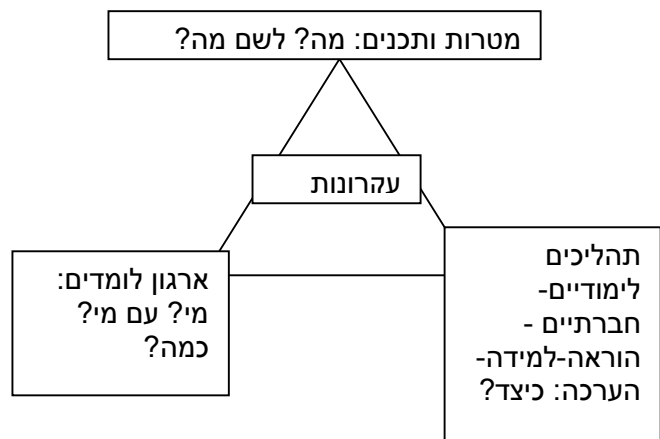 מטרות ותכנים: מה? לשם מה?
עקרונות
תהליכים
לימודיים-
חברתיים -
הוראה-למידה-
הערכה: כיצד?
ארגון לומדים:
מי? עם מי?
כמה?